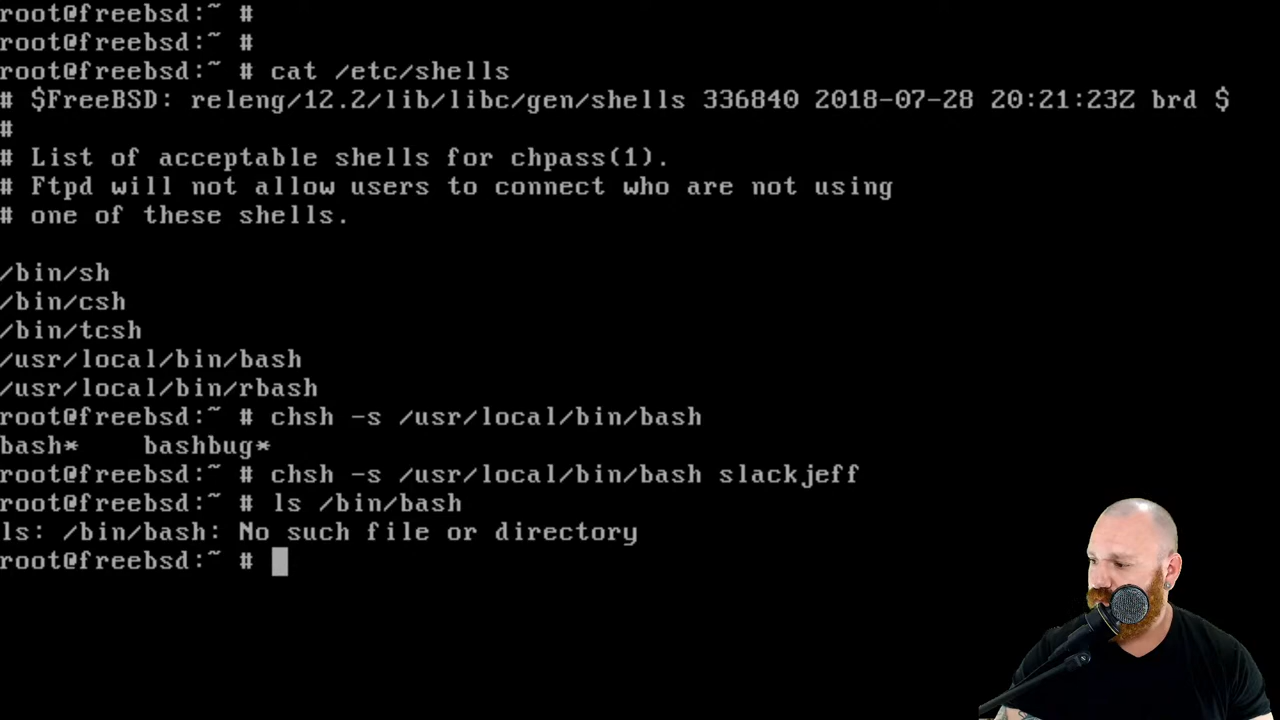 root@freebsd:~ #
root@freebsd:~ #
root@freebsd:~ # cat /etc/shells
# $FreeBSD: releng/12.2/lib/libc/gen/shells 336840 2018-07-28 20:21:23Z brd $
#
# List of acceptable shells for chpass(1).
# Ftpd will not allow users to connect who are not using
# one of these shells.
/bin/sh
/bin/csh
/bin/tcsh
/usr/local/bin/bash
/usr/local/bin/rbash
root@freebsd:~ # chsh -s /usr/local/bin/bash
bash*    bashbug*
root@freebsd:~ # chsh -s /usr/local/bin/bash slackjeff
root@freebsd:~ # ls /bin/bash
ls: /bin/bash: No such file or directory
root@freebsd:~ #